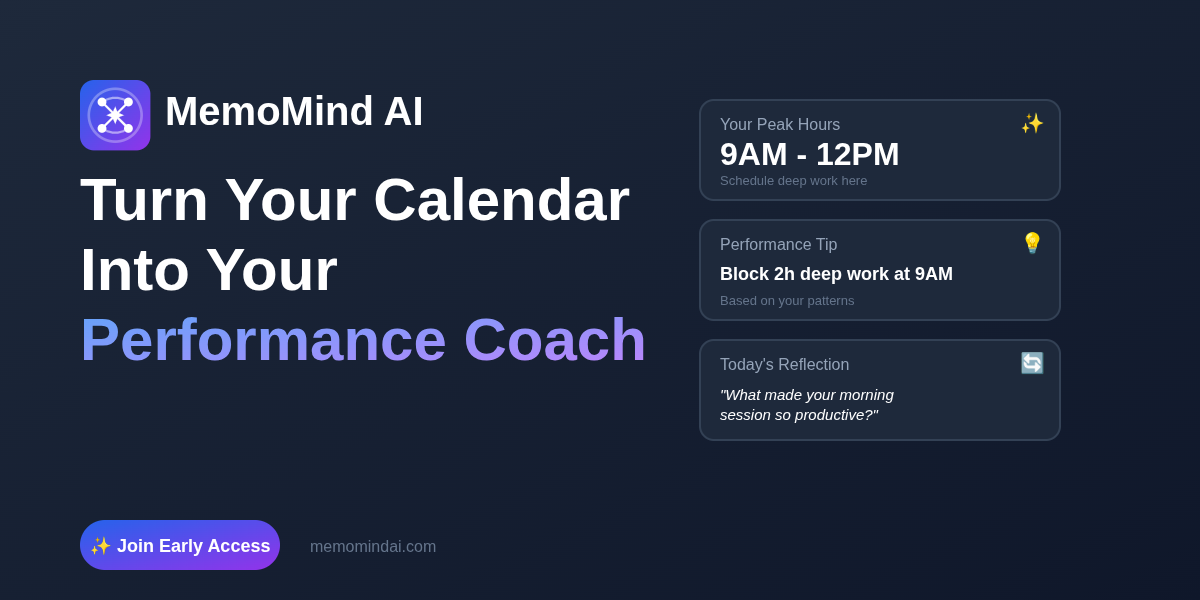 MemoMind AI
Turn Your Calendar
Into Your
Performance Coach
Your Peak Hours ✨
9AM - 12PM
Schedule deep work here
Performance Tip 💡
Block 2h deep work at 9AM
Based on your patterns
Today's Reflection 🔄
"What made your morning
session so productive?"
✨ Join Early Access
memomindai.com